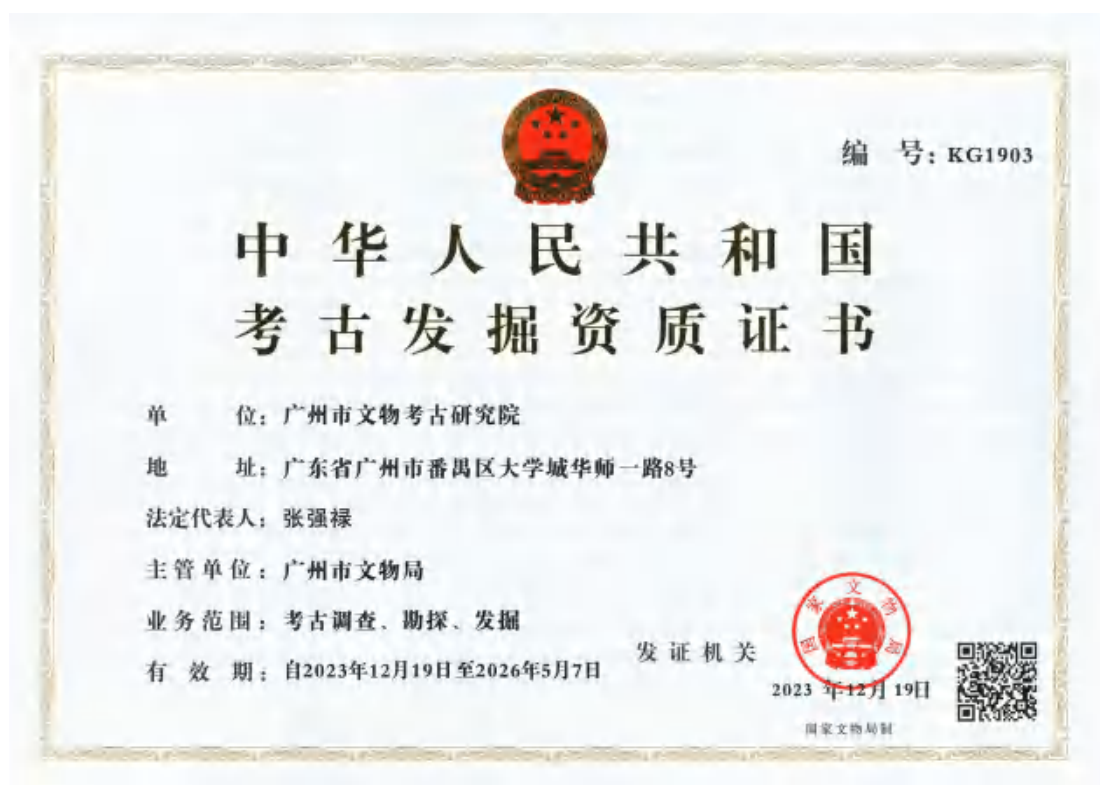 编 号：KG1903
中华人民共和国
考古发掘资质证书
单 位：广州市文物考古研究院
地 址：广东省广州市番禺区大学城华师一路8号
法定代表人：张强禄
主管单位：广州市文物局
业务范围：考古调查、勘探、发掘
有 效 期：自2023年12月19日至2026年5月7日
发证机关
国家文物局
2023 年12月 19日
国家文物局制